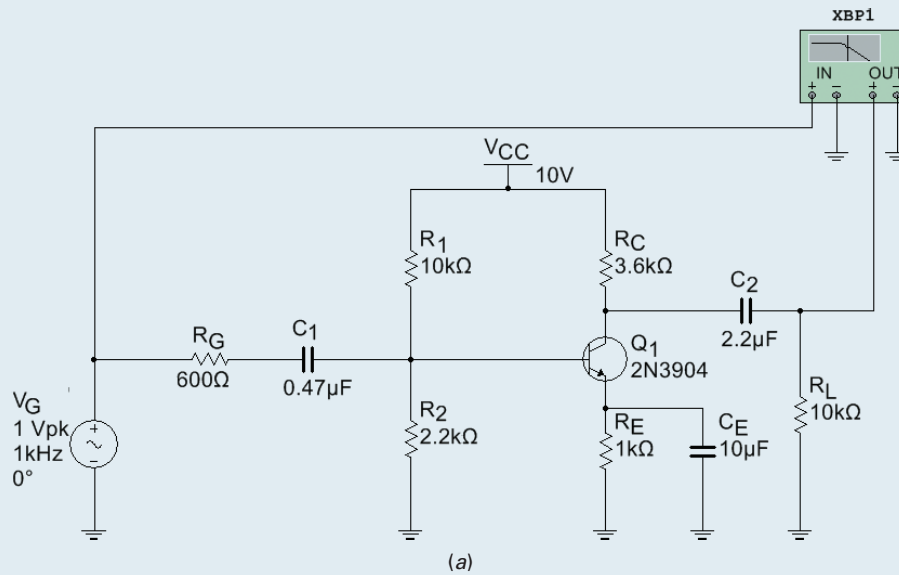 XBP1
IN OUT
+ − + −
VCC
10V
R1
10kΩ
RC
3.6kΩ
C2
2.2µF
RG
600Ω
C1
0.47µF
Q1
2N3904
VG
1 Vpk
1kHz
0°
+
−
R2
2.2kΩ
RE
1kΩ
CE
10µF
RL
10kΩ
(a)